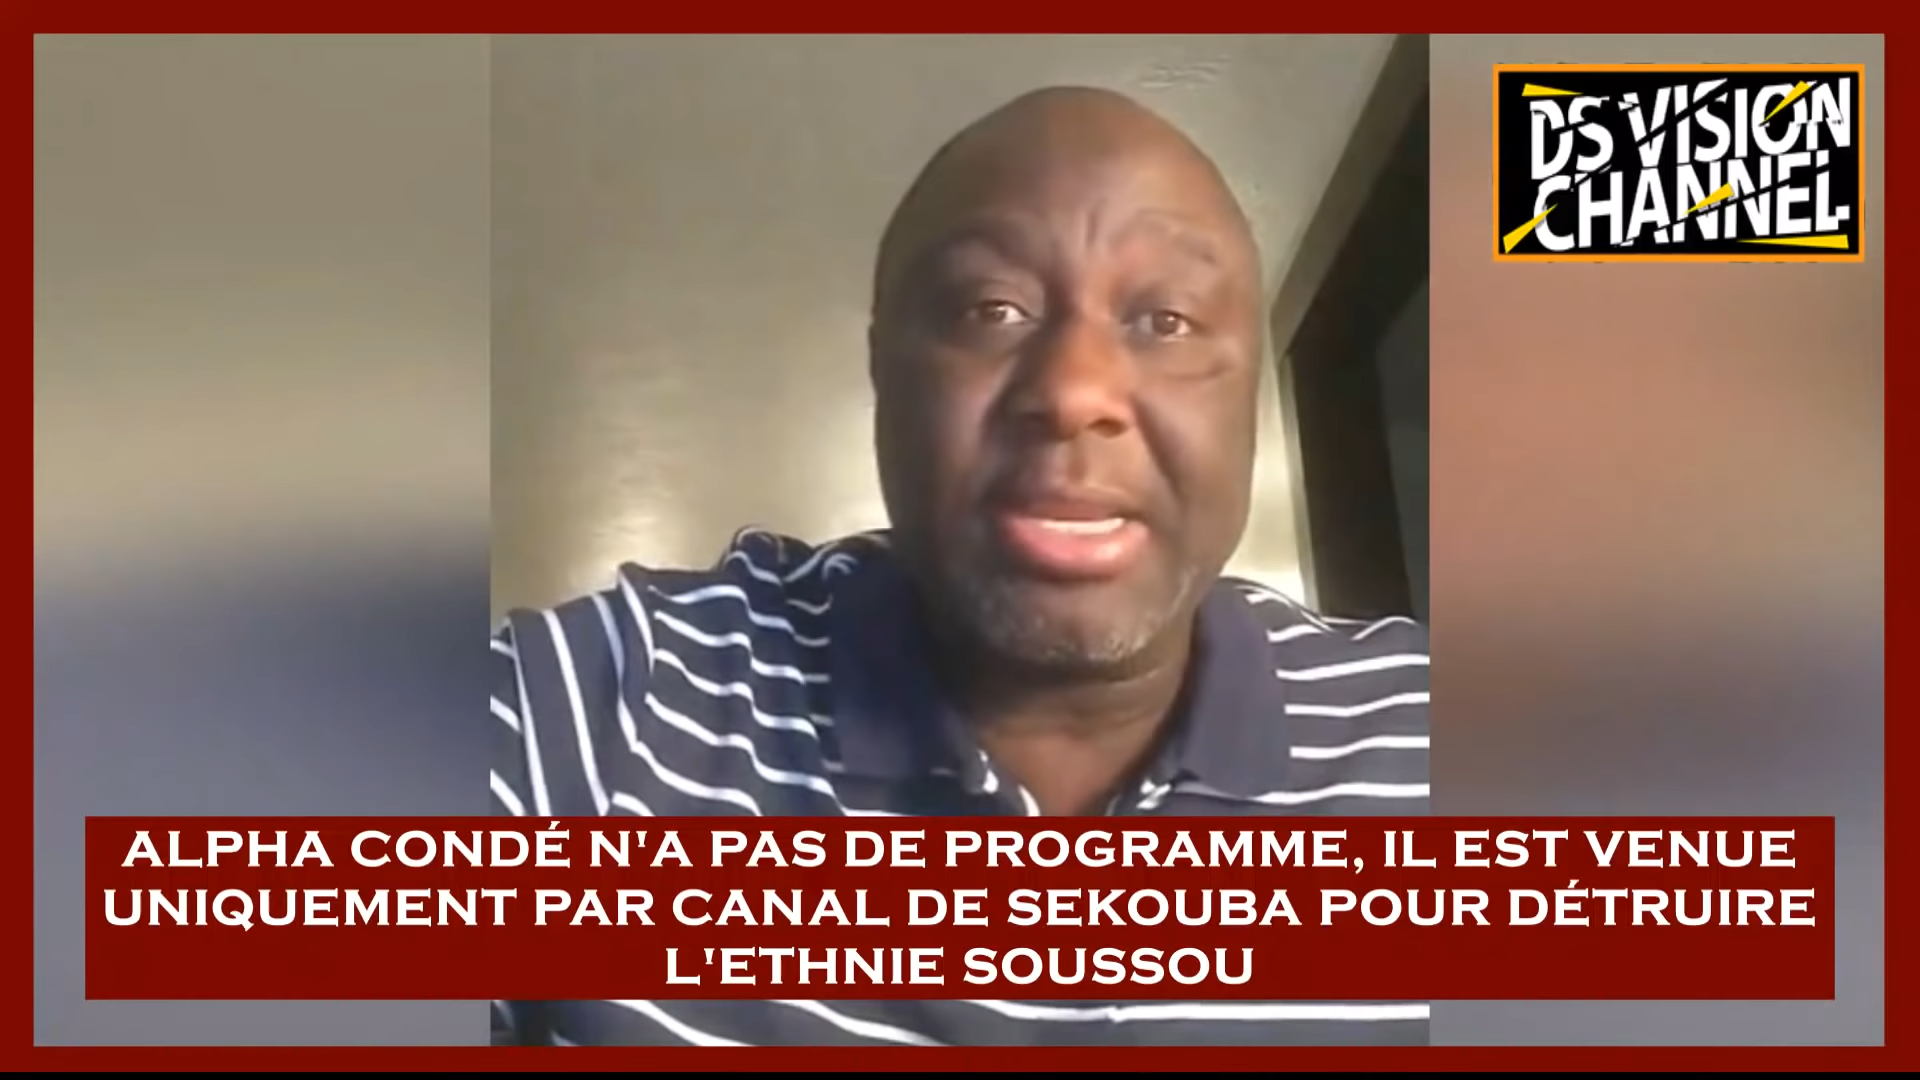 DS VISION
CHANNEL
ALPHA CONDÉ N'A PAS DE PROGRAMME, IL EST VENUE
UNIQUEMENT PAR CANAL DE SEKOUBA POUR DÉTRUIRE
L'ETHNIE SOUSSOU